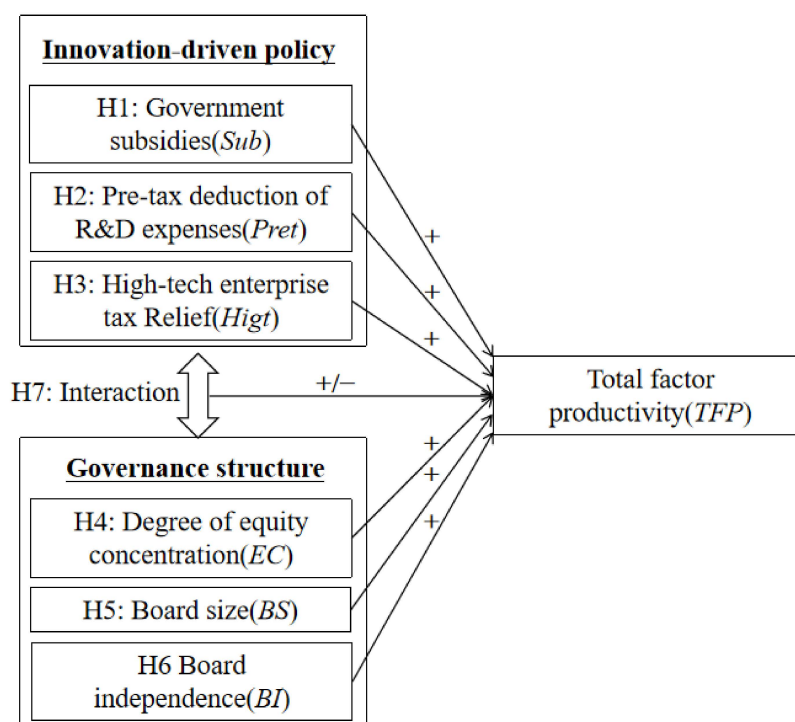 Innovation-driven policy
H1: Government
subsidies(Sub)
H2: Pre-tax deduction of
R&D expenses(Pret)
H3: High-tech enterprise
tax Relief(Higt)
+
+
+
H7: Interaction
+/−
Total factor
productivity(TFP)
Governance structure
H4: Degree of equity
concentration(EC)
H5: Board size(BS)
H6 Board
independence(BI)
+
+
+